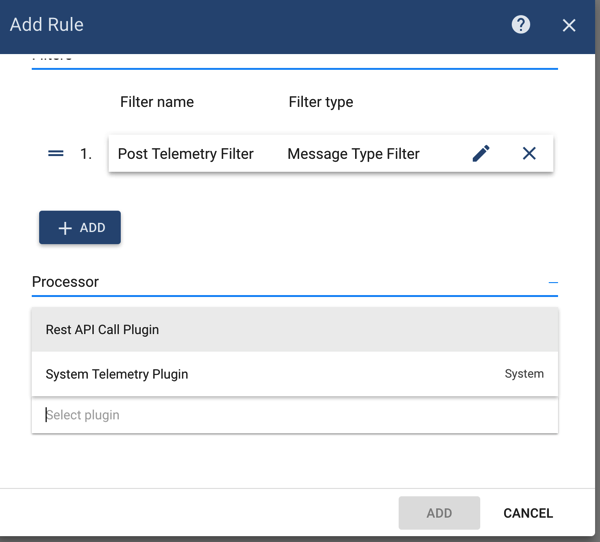 Add Rule
Filters
Filter name Filter type
1. Post Telemetry Filter Message Type Filter
ADD
Processor
Rest API Call Plugin
System Telemetry Plugin System
Select plugin
ADD CANCEL